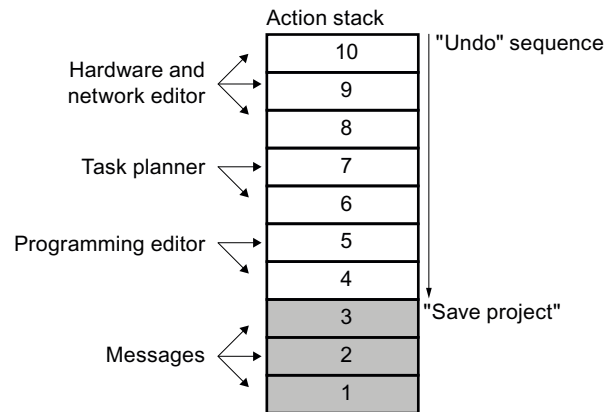 Action stack
10
"Undo" sequence
Hardware and
network editor
9
8
Task planner
7
6
Programming editor
5
4
3
"Save project"
Messages
2
1